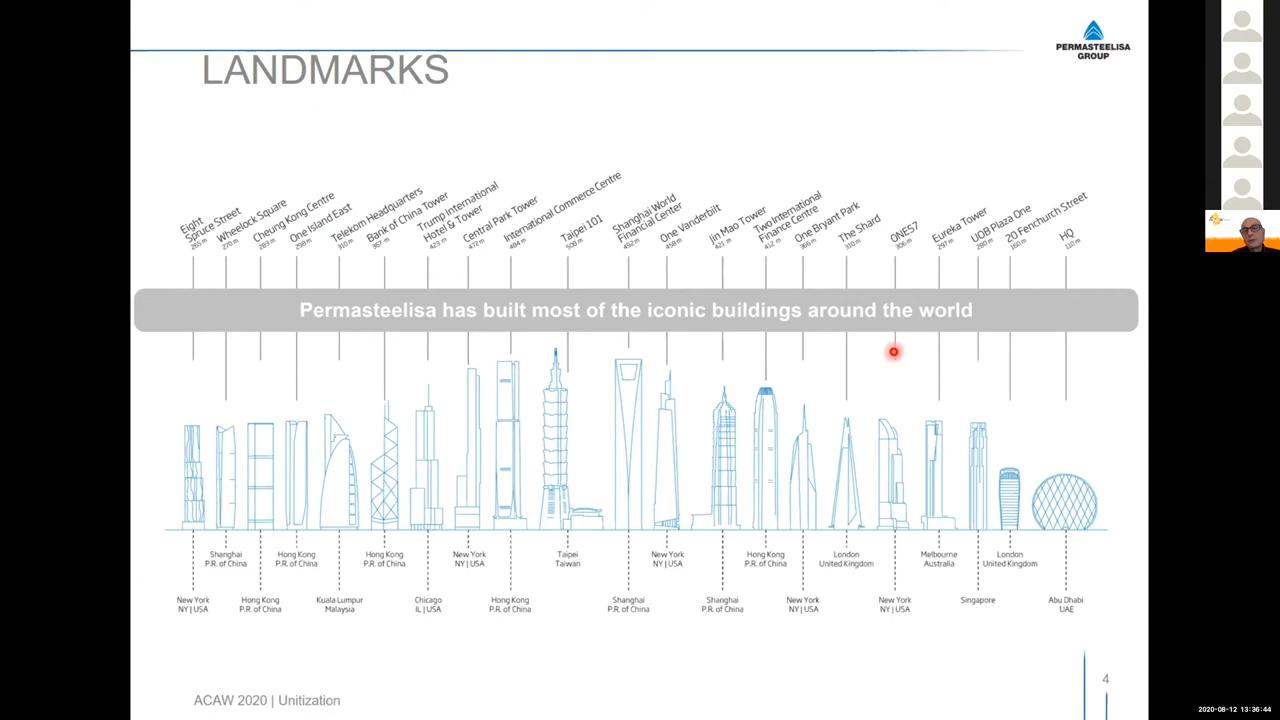 PERMASTEELISA
GROUP
LANDMARKS
Eight
Spruce Street
265 m
Wheelock Square
270 m
Cheung Kong Centre
283 m
One Island East
298 m
Telekom Headquarters
310 m
Bank of China Tower
367 m
Trump International
Hotel & Tower
423 m
Central Park Tower
472 m
International Commerce Centre
484 m
Taipei 101
508 m
Shanghai World
Financial Center
492 m
One Vanderbilt
458 m
Jin Mao Tower
421 m
Two International
Finance Centre
412 m
One Bryant Park
366 m
The Shard
310 m
ONE57
306 m
Eureka Tower
297 m
UOB Plaza One
280 m
20 Fenchurch Street
160 m
HQ
110 m
Permasteelisa has built most of the iconic buildings around the world
New York
NY | USA
Shanghai
P.R. of China
Hong Kong
P.R. of China
Hong Kong
P.R. of China
Kuala Lumpur
Malaysia
Hong Kong
P.R. of China
Chicago
IL | USA
New York
NY | USA
Hong Kong
P.R. of China
Taipei
Taiwan
Shanghai
P.R. of China
New York
NY | USA
Shanghai
P.R. of China
Hong Kong
P.R. of China
New York
NY | USA
London
United Kingdom
New York
NY | USA
Melbourne
Australia
Singapore
London
United Kingdom
Abu Dhabi
UAE
ACAW 2020 | Unitization
4
2020-08-12 13:36:44